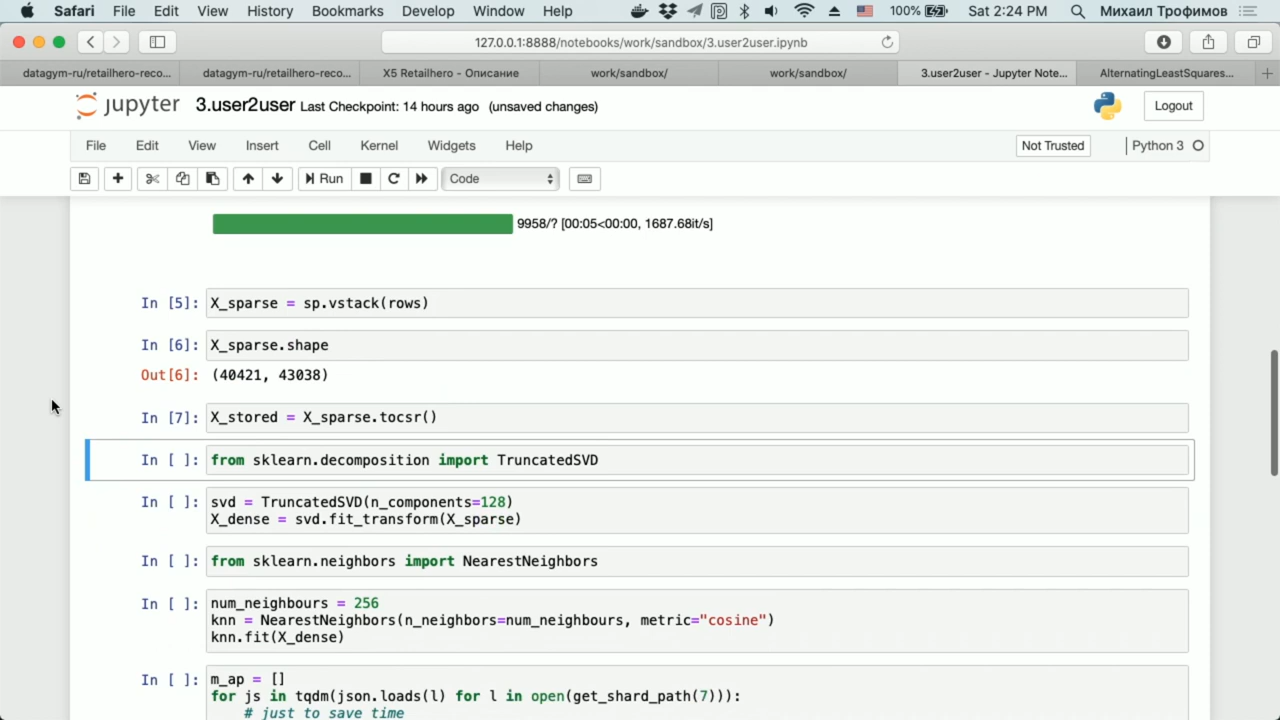 Safari File Edit View History Bookmarks Develop Window Help 100% Sat 2:24 PM Михаил Трофимов
127.0.0.1:8888/notebooks/work/sandbox/3.user2user.ipynb
datagym-ru/retailhero-reco... datagym-ru/retailhero-reco... X5 Retailhero - Описание work/sandbox/ work/sandbox/ 3.user2user - Jupyter Note... AlternatingLeastSquares...
jupyter 3.user2user Last Checkpoint: 14 hours ago (unsaved changes) Logout
File Edit View Insert Cell Kernel Widgets Help Not Trusted Python 3
Run Code
9958/? [00:05<00:00, 1687.68it/s]
In [5]: X_sparse = sp.vstack(rows)
In [6]: X_sparse.shape
Out[6]: (40421, 43038)
In [7]: X_stored = X_sparse.tocsr()
In [ ]: from sklearn.decomposition import TruncatedSVD
In [ ]: svd = TruncatedSVD(n_components=128)
X_dense = svd.fit_transform(X_sparse)
In [ ]: from sklearn.neighbors import NearestNeighbors
In [ ]: num_neighbours = 256
knn = NearestNeighbors(n_neighbors=num_neighbours, metric="cosine")
knn.fit(X_dense)
In [ ]: m_ap = []
for js in tqdm(json.loads(l) for l in open(get_shard_path(7))):
# just to save time